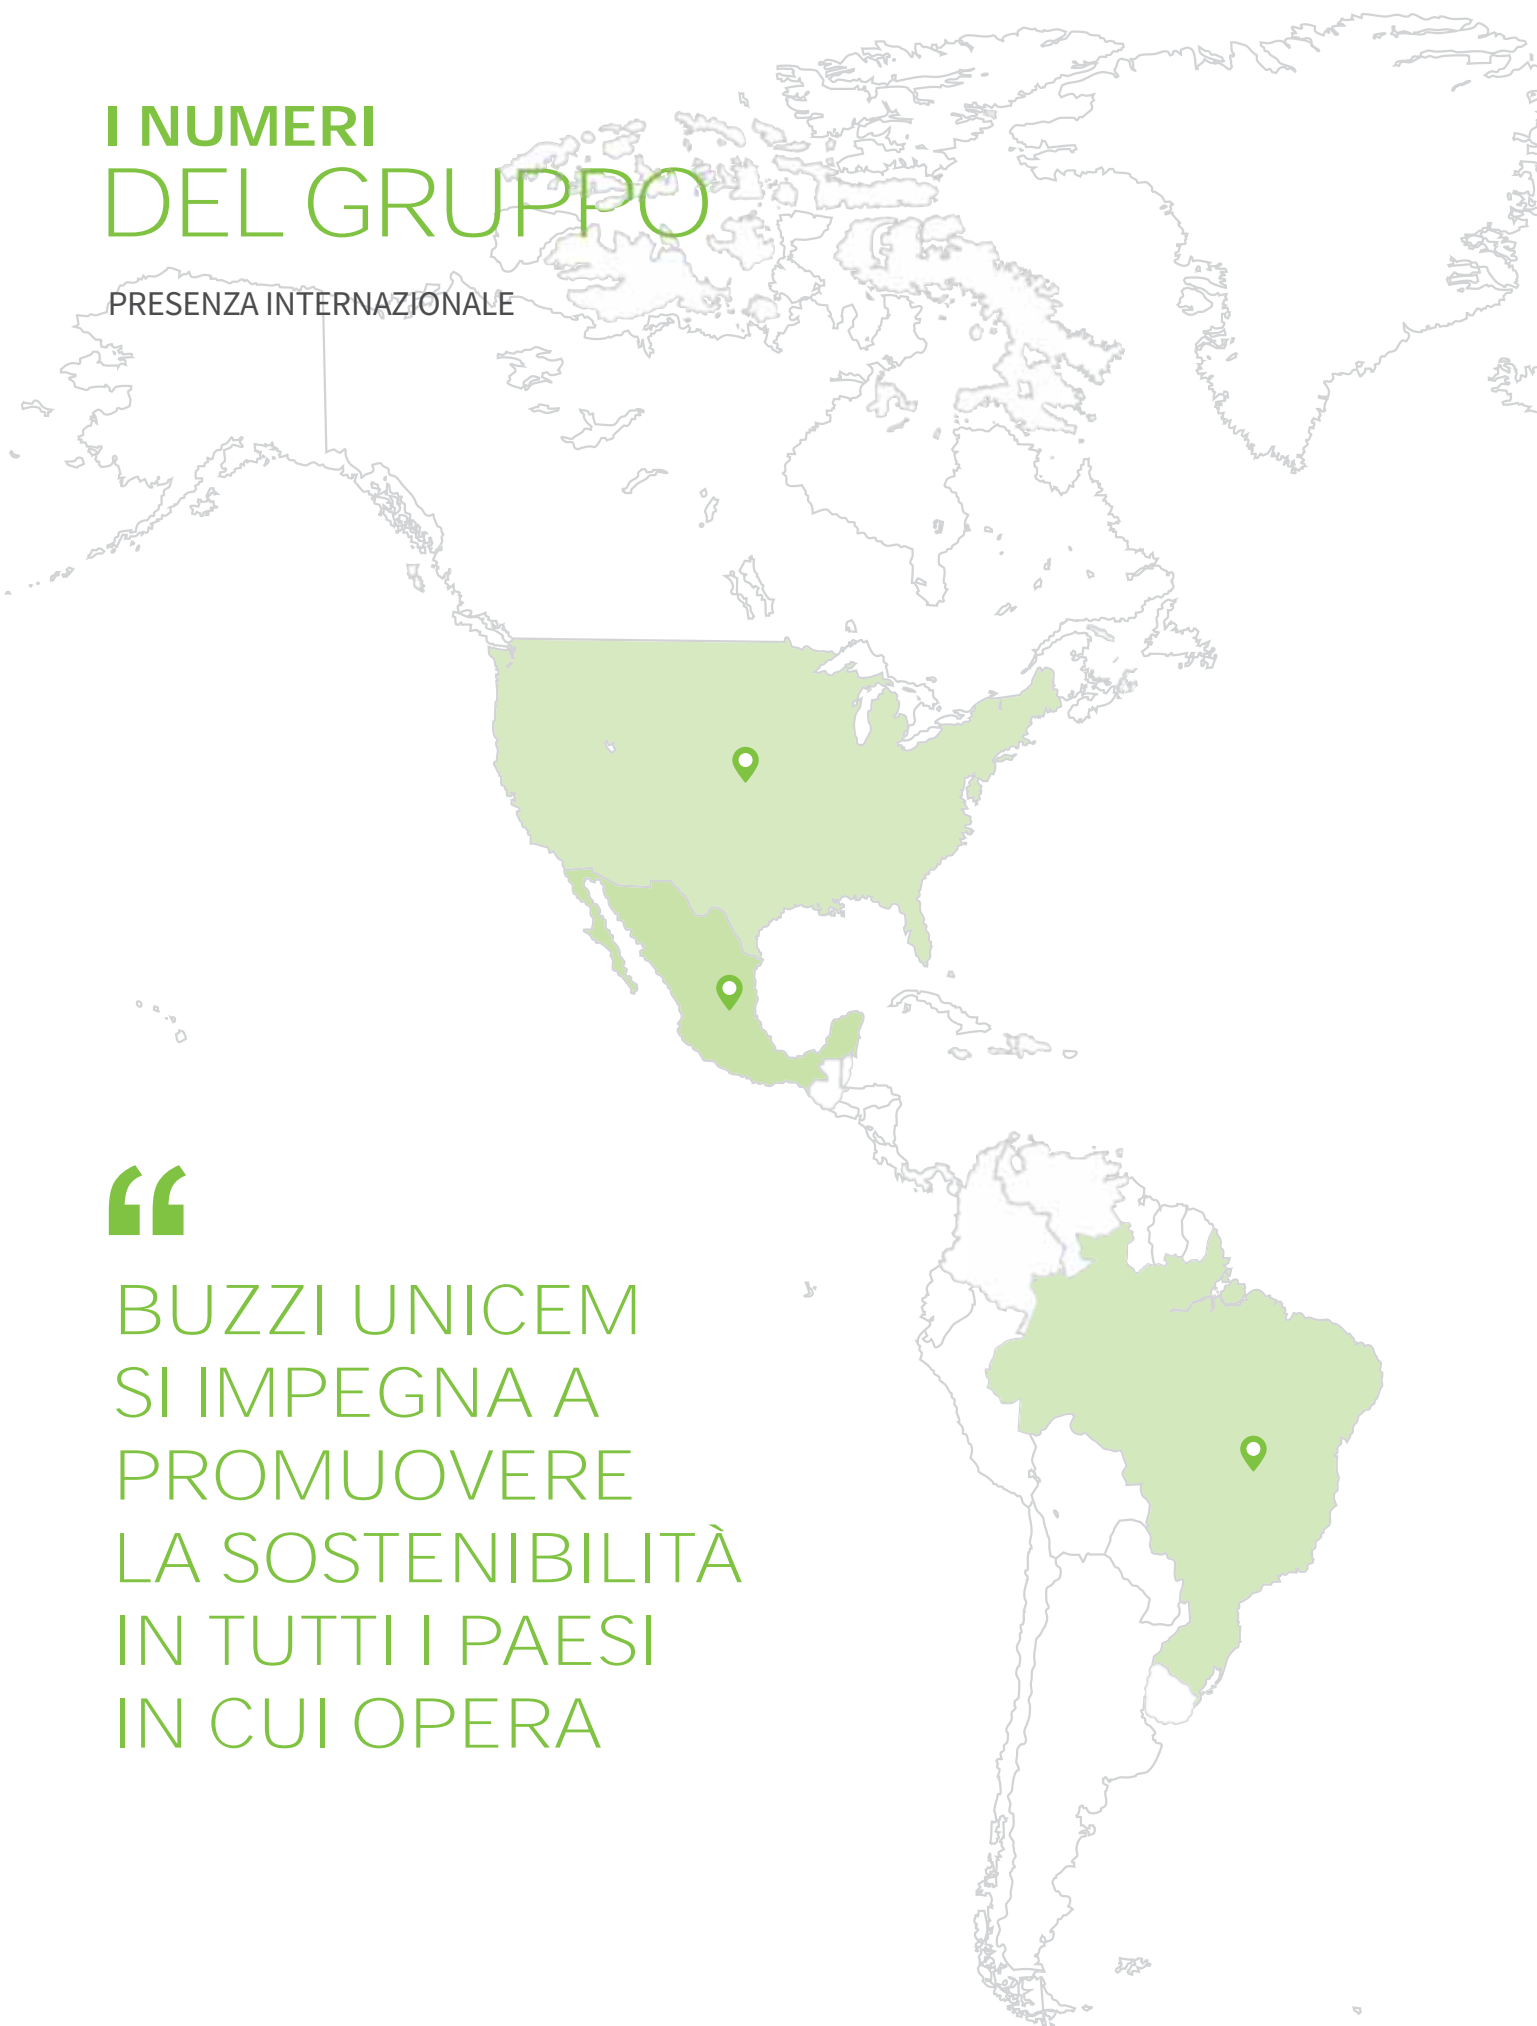 I NUMERI
DEL GRUPPO
PRESENZA INTERNAZIONALE
“
BUZZI UNICEM
SI IMPEGNA A
PROMUOVERE
LA SOSTENIBILITÀ
IN TUTTI I PAESI
IN CUI OPERA